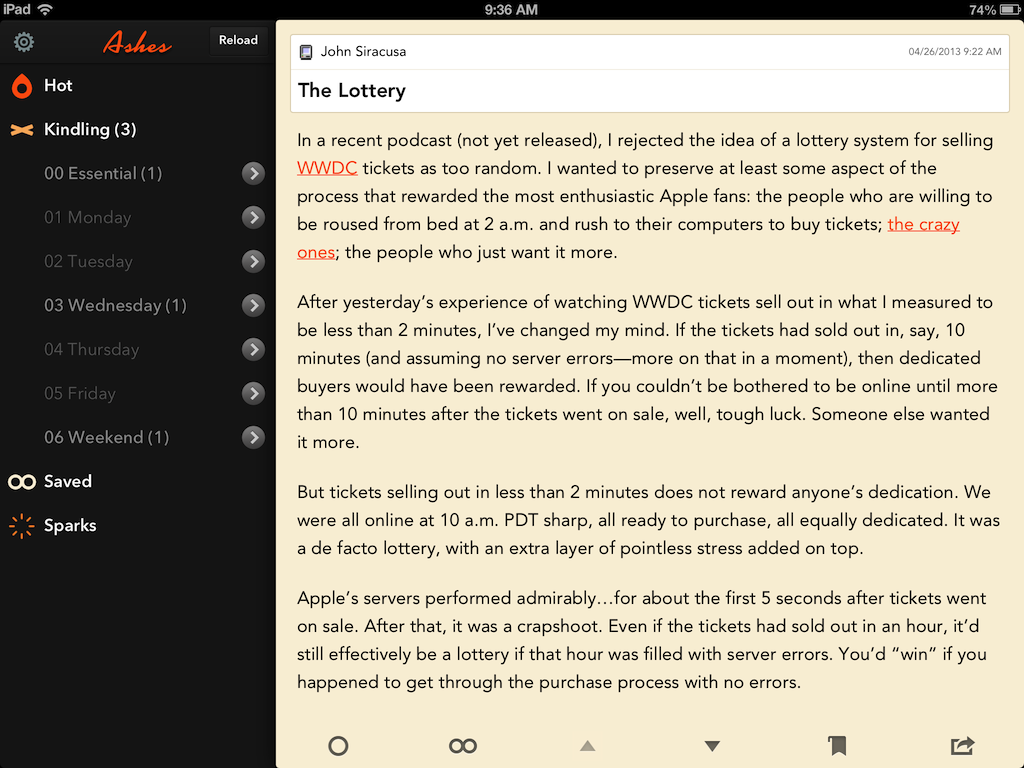 iPad 9:36 AM 74%
Ashes Reload
Hot
Kindling (3)
00 Essential (1)
01 Monday
02 Tuesday
03 Wednesday (1)
04 Thursday
05 Friday
06 Weekend (1)
Saved
Sparks
John Siracusa 04/26/2013 9:22 AM
The Lottery
In a recent podcast (not yet released), I rejected the idea of a lottery system for selling
WWDC tickets as too random. I wanted to preserve at least some aspect of the
process that rewarded the most enthusiastic Apple fans: the people who are willing to
be roused from bed at 2 a.m. and rush to their computers to buy tickets; the crazy
ones; the people who just want it more.
After yesterday’s experience of watching WWDC tickets sell out in what I measured to
be less than 2 minutes, I’ve changed my mind. If the tickets had sold out in, say, 10
minutes (and assuming no server errors—more on that in a moment), then dedicated
buyers would have been rewarded. If you couldn’t be bothered to be online until more
than 10 minutes after the tickets went on sale, well, tough luck. Someone else wanted
it more.
But tickets selling out in less than 2 minutes does not reward anyone’s dedication. We
were all online at 10 a.m. PDT sharp, all ready to purchase, all equally dedicated. It was
a de facto lottery, with an extra layer of pointless stress added on top.
Apple’s servers performed admirably…for about the first 5 seconds after tickets went
on sale. After that, it was a crapshoot. Even if the tickets had sold out in an hour, it’d
still effectively be a lottery if that hour was filled with server errors. You’d “win” if you
happened to get through the purchase process with no errors.